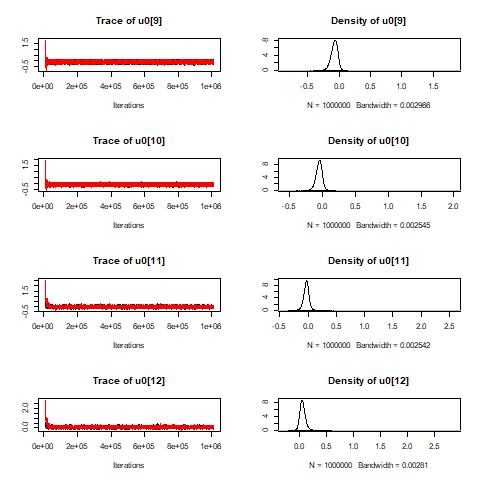 Trace of u0[9]
Density of u0[9]
-0.5 1.5
0 4 8
0e+00 2e+05 4e+05 6e+05 8e+05 1e+06
-0.5 0.0 0.5 1.0 1.5
Iterations
N = 1000000 Bandwidth = 0.002966
Trace of u0[10]
Density of u0[10]
-0.5 1.5
0 4 8
0e+00 2e+05 4e+05 6e+05 8e+05 1e+06
-0.5 0.0 0.5 1.0 1.5 2.0
Iterations
N = 1000000 Bandwidth = 0.002545
Trace of u0[11]
Density of u0[11]
-0.5 1.5
0 4 8
0e+00 2e+05 4e+05 6e+05 8e+05 1e+06
-0.5 0.0 0.5 1.0 1.5 2.0 2.5
Iterations
N = 1000000 Bandwidth = 0.002542
Trace of u0[12]
Density of u0[12]
0.0 2.0
0 4 8
0e+00 2e+05 4e+05 6e+05 8e+05 1e+06
0.0 0.5 1.0 1.5 2.0 2.5
Iterations
N = 1000000 Bandwidth = 0.00281